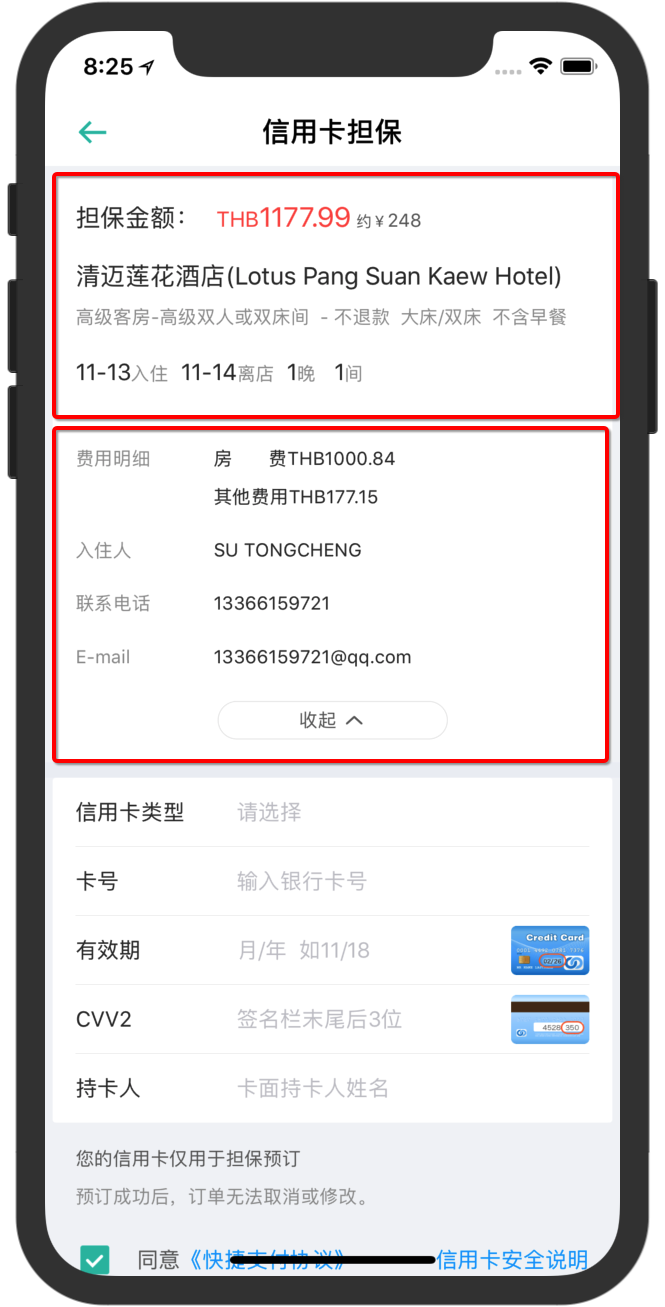 8:25
信用卡担保
担保金额： THB1177.99 约¥248
清迈莲花酒店(Lotus Pang Suan Kaew Hotel)
高级客房-高级双人或双床间 - 不退款 大床/双床 不含早餐
11-13入住 11-14离店 1晚 1间
费用明细 房 费THB1000.84
其他费用THB177.15
入住人 SU TONGCHENG
联系电话 13366159721
E-mail 13366159721@qq.com
收起
信用卡类型 请选择
卡号 输入银行卡号
有效期 月/年 如11/18
Credit Card
02/26
CVV2 签名栏末尾后3位
4528 350
持卡人 卡面持卡人姓名
您的信用卡仅用于担保预订
预订成功后，订单无法取消或修改。
同意《快捷支付协议》 信用卡安全说明